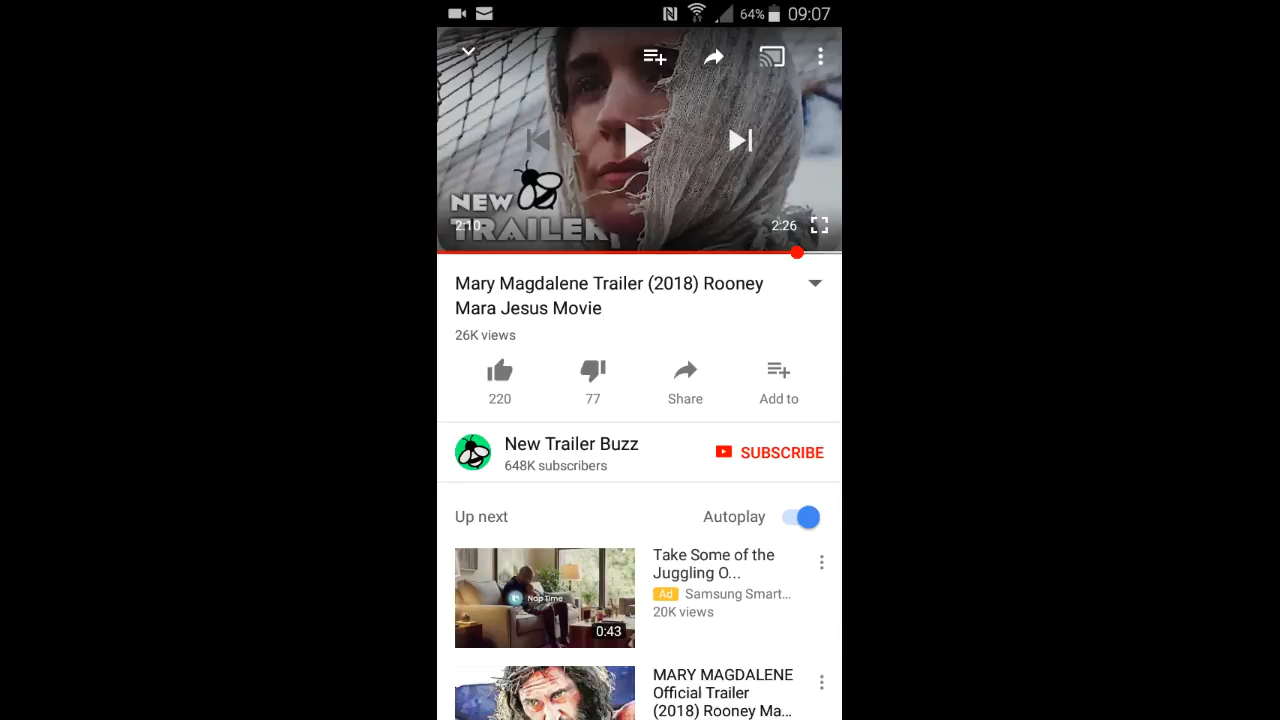 64% 09:07
NEW
TRAILER
2:10 2:26
Mary Magdalene Trailer (2018) Rooney
Mara Jesus Movie
26K views
220 77 Share Add to
New Trailer Buzz
648K subscribers
SUBSCRIBE
Up next Autoplay
Nap Time
0:43
Take Some of the
Juggling O...
Ad Samsung Smart...
20K views
MARY MAGDALENE
Official Trailer
(2018) Rooney Ma...